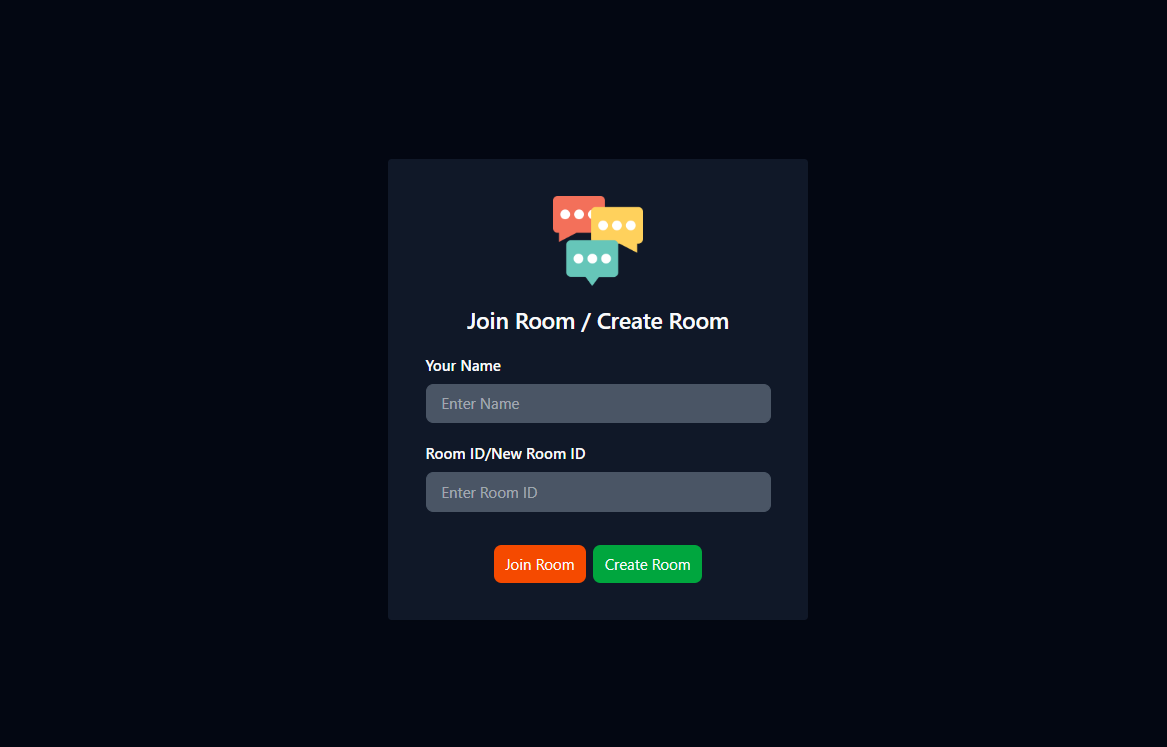 Join Room / Create Room
Your Name
Enter Name
Room ID/New Room ID
Enter Room ID
Join Room Create Room